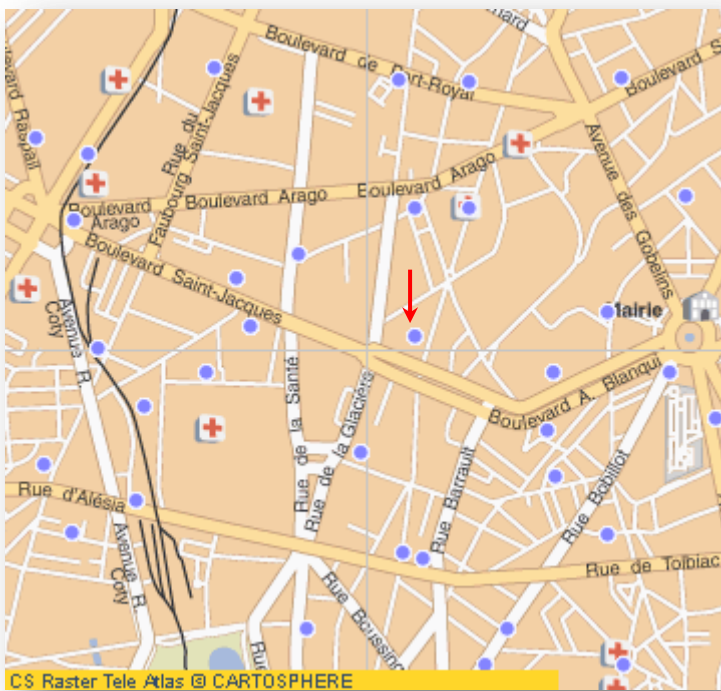 Boulevard de Port-Royal
Boulevard S
Rue du
Faubourg Saint-Jacques
Avenue des Gobelins
Boulevard Arago
Boulevard Arago
Boulevard
Arago
Boulevard Saint-Jacques
Mairie
Avenue R.
Coty
Rue de la Santé
Rue de la Glacière
Boulevard A. Blanqui
Rue Barrault
Rue Bobillot
Rue d'Alésia
Avenue R.
Coty
Rue de Tolbiac
Rue Boussing
Rue
CS Raster Tele Atlas @ CARTOSPHERE